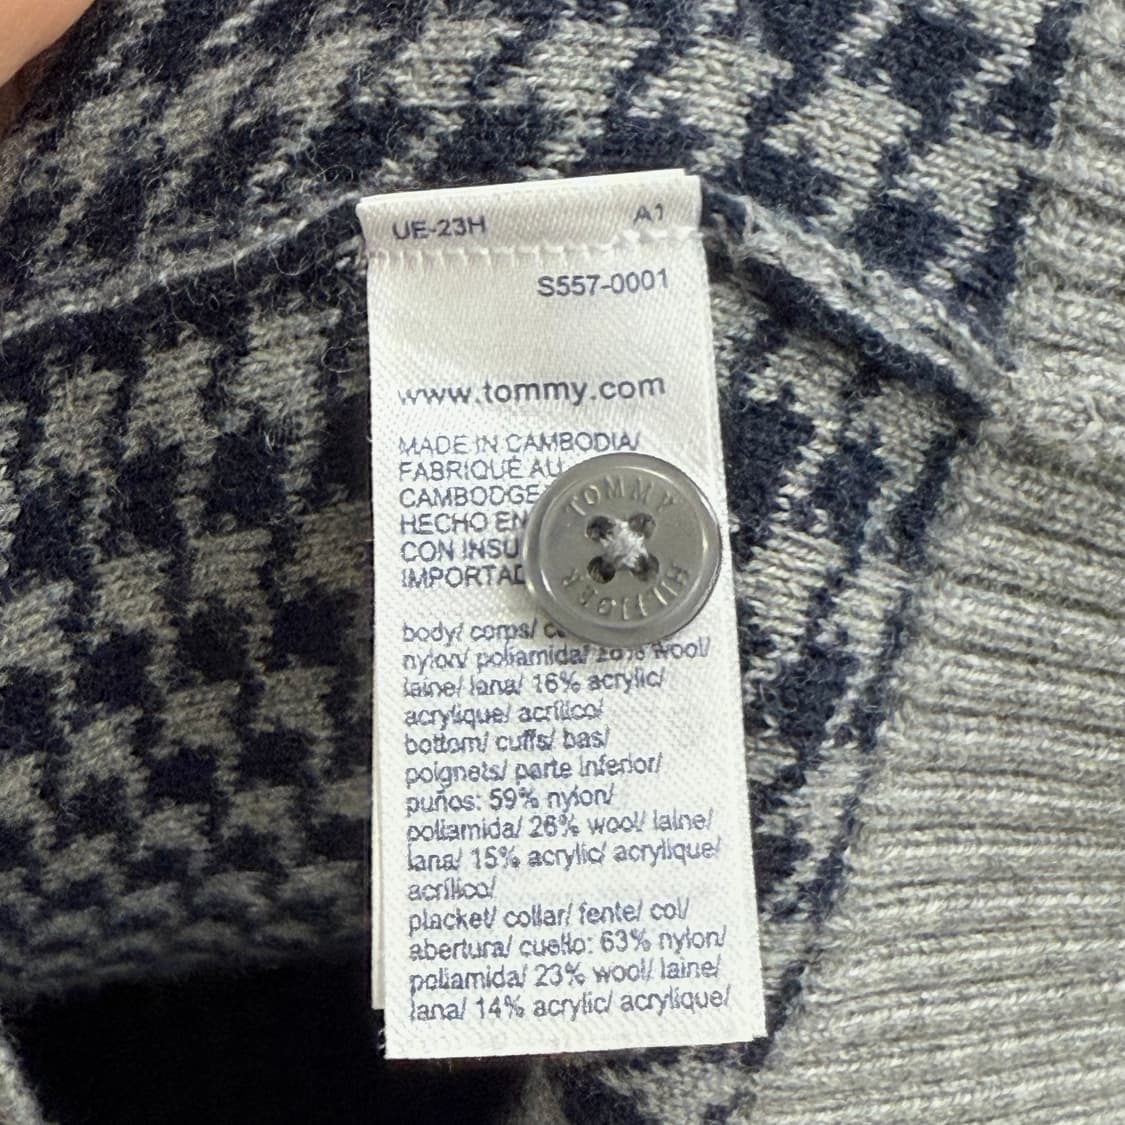 UE-23H A1
S557-0001
www.tommy.com
MADE IN CAMBODIA/
FABRIQUÉ AU
CAMBODGE
HECHO EN
CON INSU
IMPORTAD
TOMMY
HILFIGER
body/ corps/
nylon/ poliamida/ wool/
laine/ lana/ 16% acrylic/
acrylique/ acrílico/
bottom/ cuffs/ bas/
poignets/ parte inferior/
puños: 59% nylon/
poliamida/ 26% wool/ laine/
lana/ 15% acrylic/ acrylique/
acrílico/
placket/ collar/ fente/ col/
abertura/ cuello: 63% nylon/
poliamida/ 23% wool/ laine/
lana/ 14% acrylic/ acrylique/